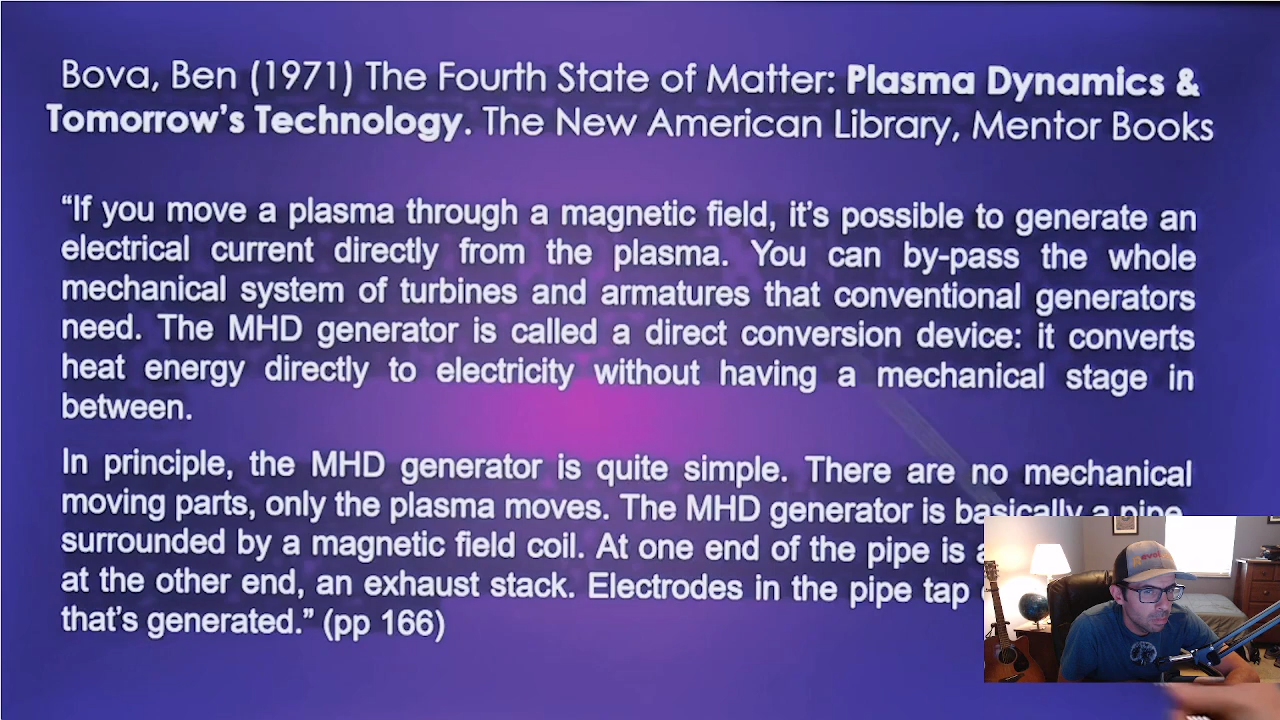 Bova, Ben (1971) The Fourth State of Matter: Plasma Dynamics &
Tomorrow's Technology. The New American Library, Mentor Books
“If you move a plasma through a magnetic field, it’s possible to generate an
electrical current directly from the plasma. You can by-pass the whole
mechanical system of turbines and armatures that conventional generators
need. The MHD generator is called a direct conversion device: it converts
heat energy directly to electricity without having a mechanical stage in
between.
In principle, the MHD generator is quite simple. There are no mechanical
moving parts, only the plasma moves. The MHD generator is basically a pipe
surrounded by a magnetic field coil. At one end of the pipe is
at the other end, an exhaust stack. Electrodes in the pipe tap
that’s generated.” (pp 166)